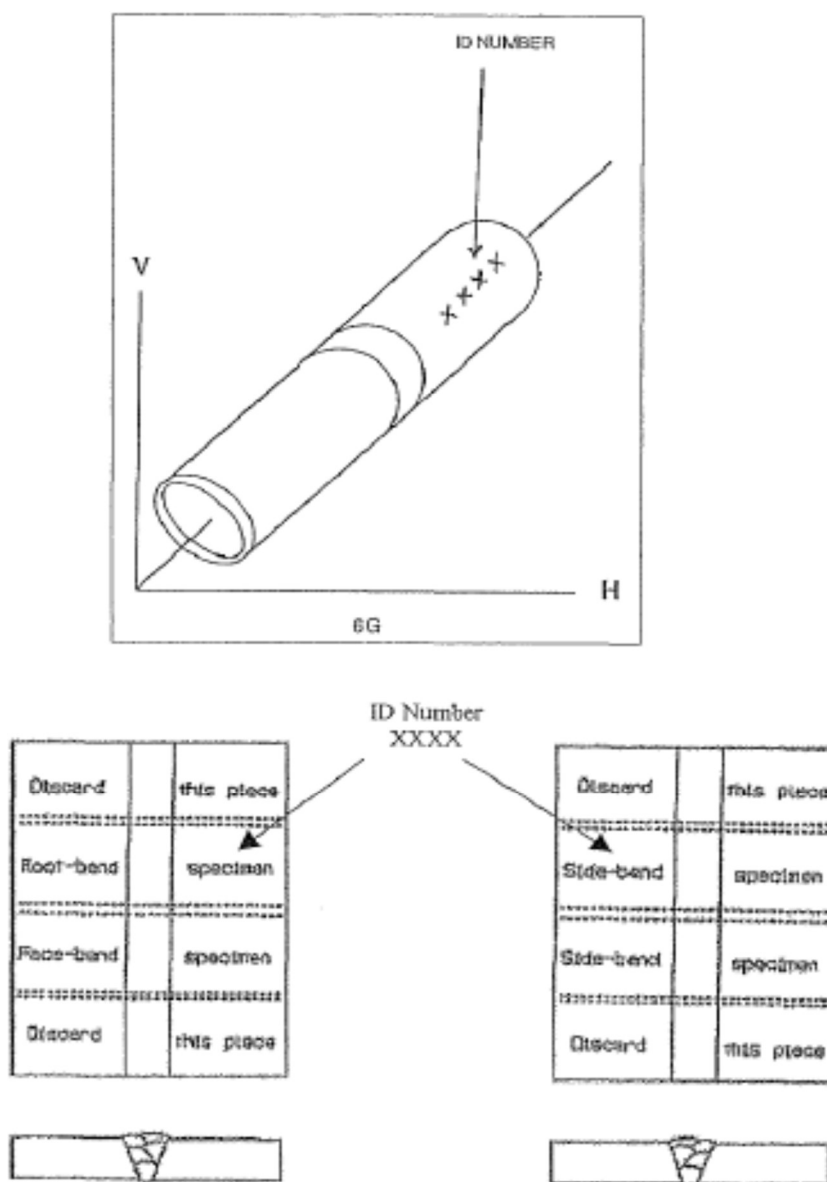 ID NUMBER
X X X X
V
H
6G
ID Number
XXXX
Discard this piece
Root-bend specimen
Face-bend specimen
Discard this piece
Discard this piece
Side-bend specimen
Side-bend specimen
Discard this piece